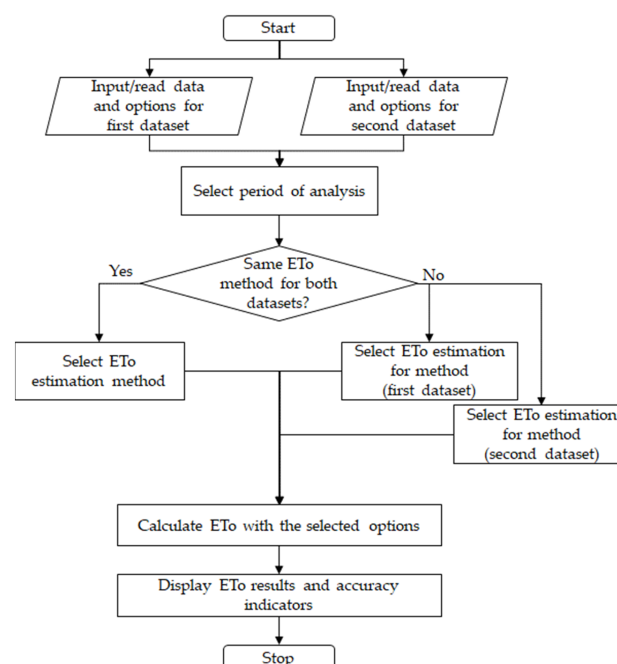 Start
Input/read data
and options for
first dataset
Input/read data
and options for
second dataset
Select period of analysis
Same ETo
method for both
datasets?
Yes
No
Select ETo
estimation method
Select ETo estimation
for method
(first dataset)
Select ETo estimation
for method
(second dataset)
Calculate ETo with the selected options
Display ETo results and accuracy
indicators
Stop